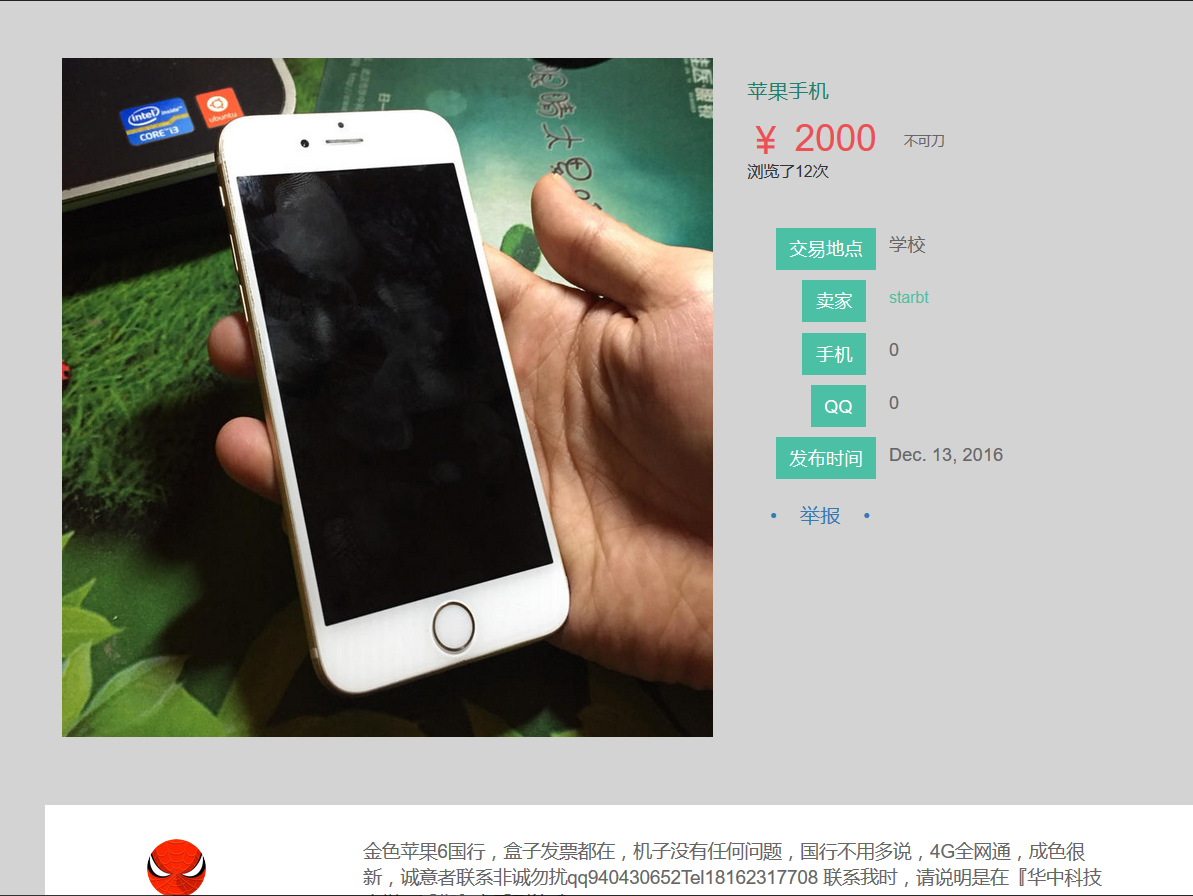 intel inside™
CORE™i3
ubuntu
苹果手机
¥ 2000 不可刀
浏览了12次
交易地点 学校
卖家 starbt
手机 0
QQ 0
发布时间 Dec. 13, 2016
• 举报 •
金色苹果6国行，盒子发票都在，机子没有任何问题，国行不用多说，4G全网通，成色很
新，诚意者联系非诚勿扰qq940430652Tel18162317708 联系我时，请说明是在『华中科技